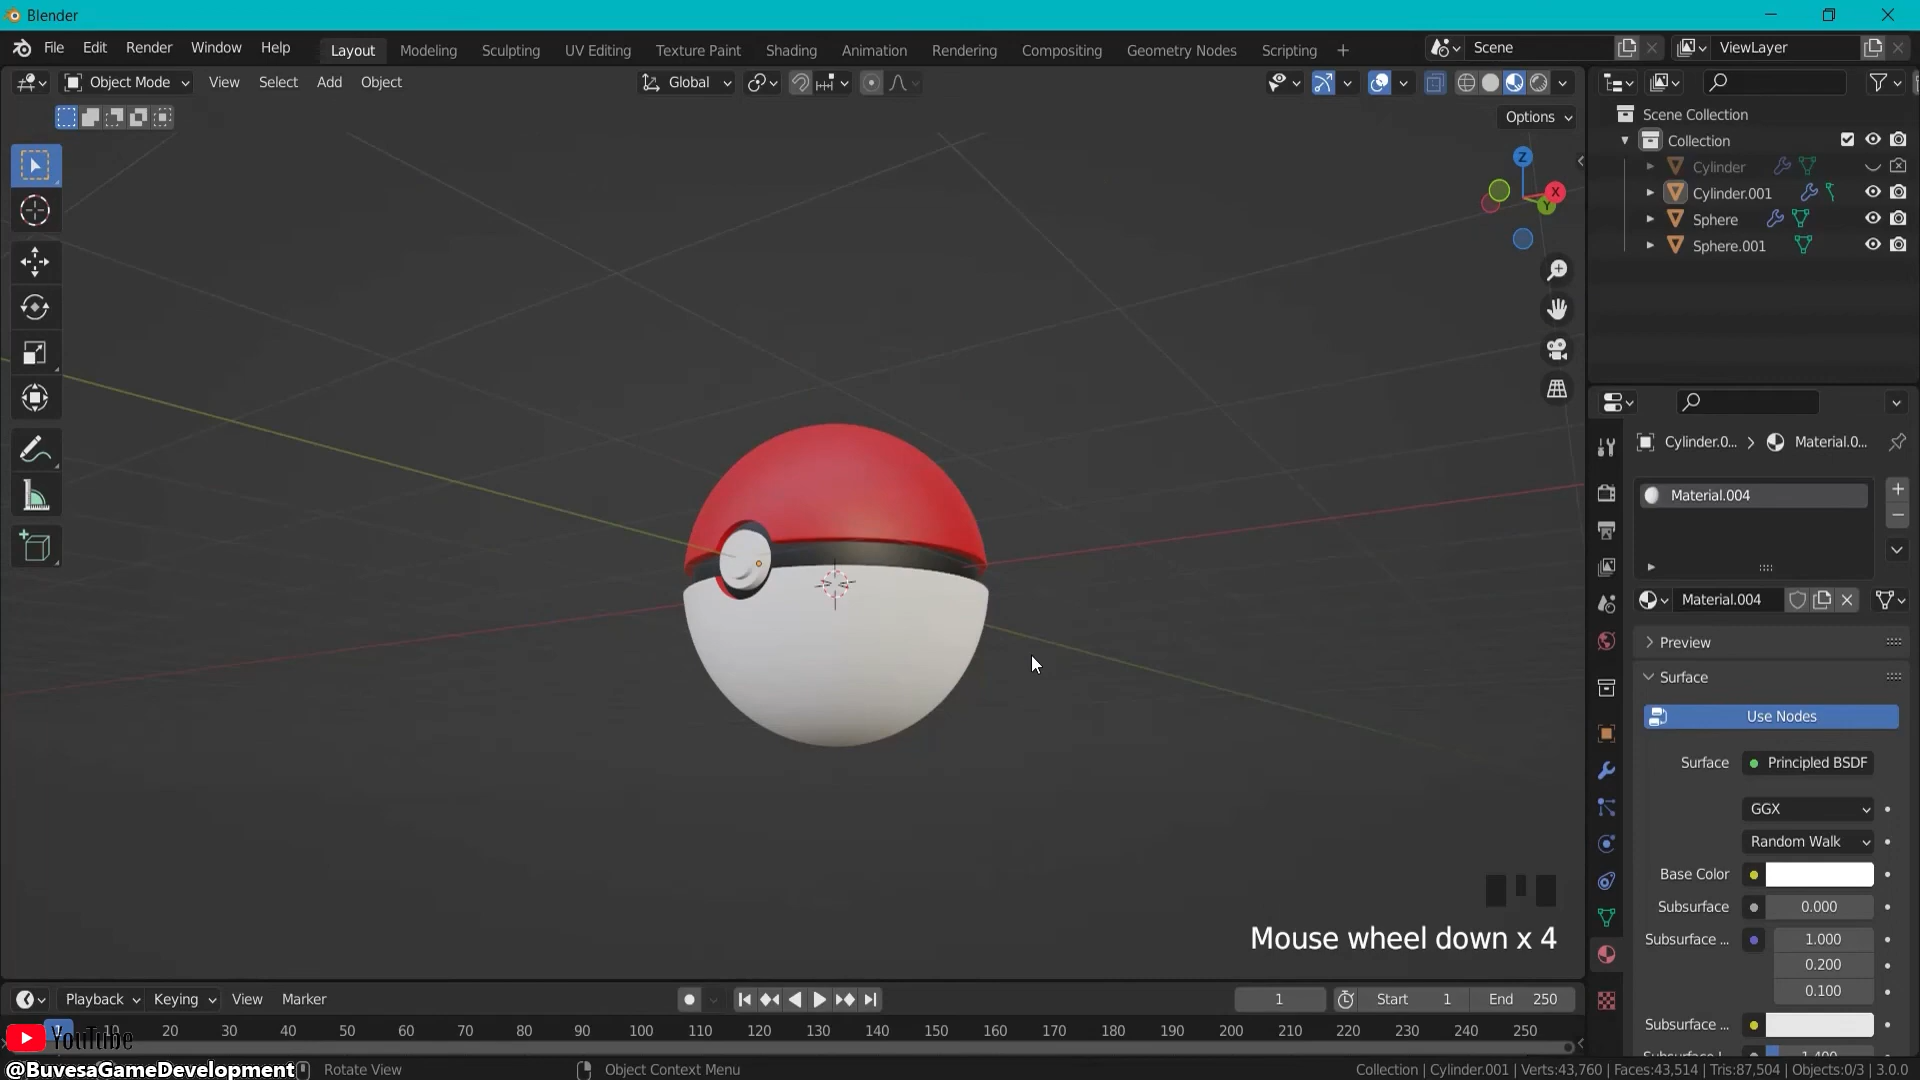 Blender
File Edit Render Window Help Layout Modeling Sculpting UV Editing Texture Paint Shading Animation Rendering Compositing Geometry Nodes Scripting + Scene ViewLayer
Object Mode View Select Add Object Global
Options
Scene Collection
Collection
Cylinder
Cylinder.001
Sphere
Sphere.001
Z
X
Y
Cylinder.0... > Material.0...
Material.004
Material.004
Preview
Surface
Use Nodes
Surface Principled BSDF
GGX
Random Walk
Base Color
Subsurface 0.000
Subsurface ... 1.000
0.200
0.100
Subsurface ...
Mouse wheel down x 4
Playback Keying View Marker 1 Start 1 End 250
1 10 20 30 40 50 60 70 80 90 100 110 120 130 140 150 160 170 180 190 200 210 220 230 240 250
YouTube
@BuvesaGameDevelopment Rotate View Object Context Menu Collection | Cylinder.001 | Verts:43,760 | Faces:43,514 | Tris:87,504 | Objects:0/3 | 3.0.0